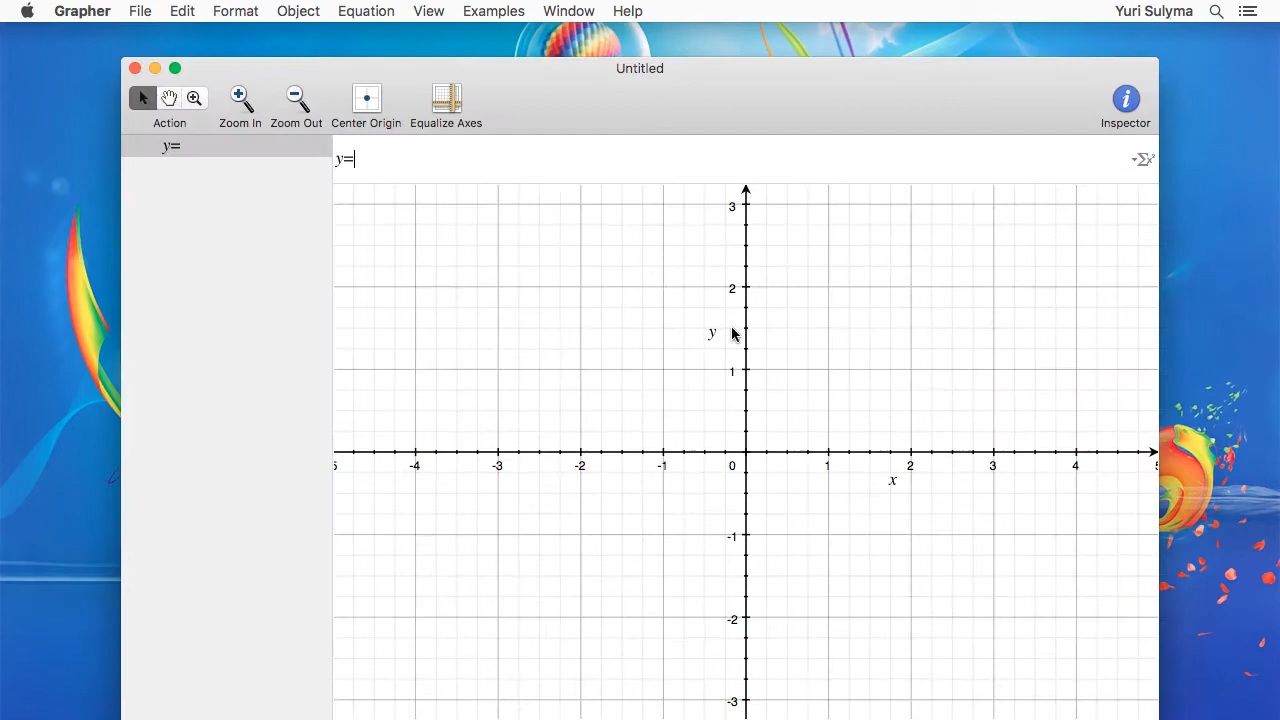 Grapher File Edit Format Object Equation View Examples Window Help Yuri Sulyma
Untitled
Action Zoom In Zoom Out Center Origin Equalize Axes Inspector
y=
y=
Σx²
3
2
y
1
-4 -3 -2 -1 0 1 2 3 4
x
-1
-2
-3